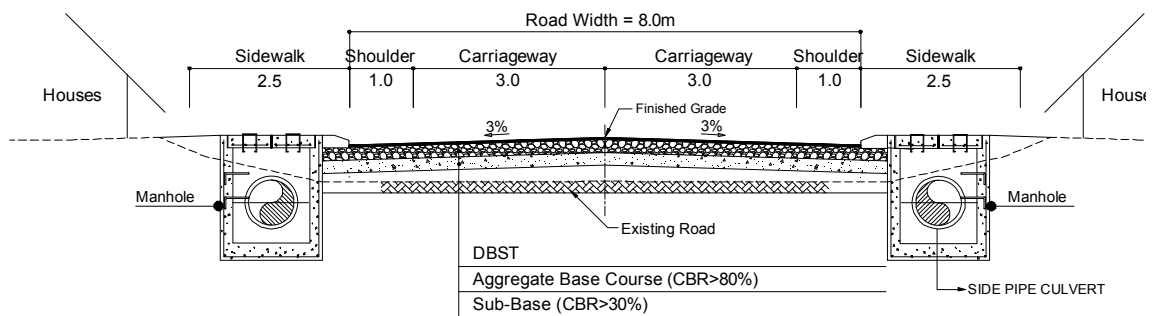 Road Width = 8.0m
Sidewalk Shoulder Carriageway Carriageway Shoulder Sidewalk
2.5 1.0 3.0 3.0 1.0 2.5
Houses
House
Finished Grade
3% 3%
Manhole
Manhole
Existing Road
DBST
Aggregate Base Course (CBR>80%)
SIDE PIPE CULVERT
Sub-Base (CBR>30%)